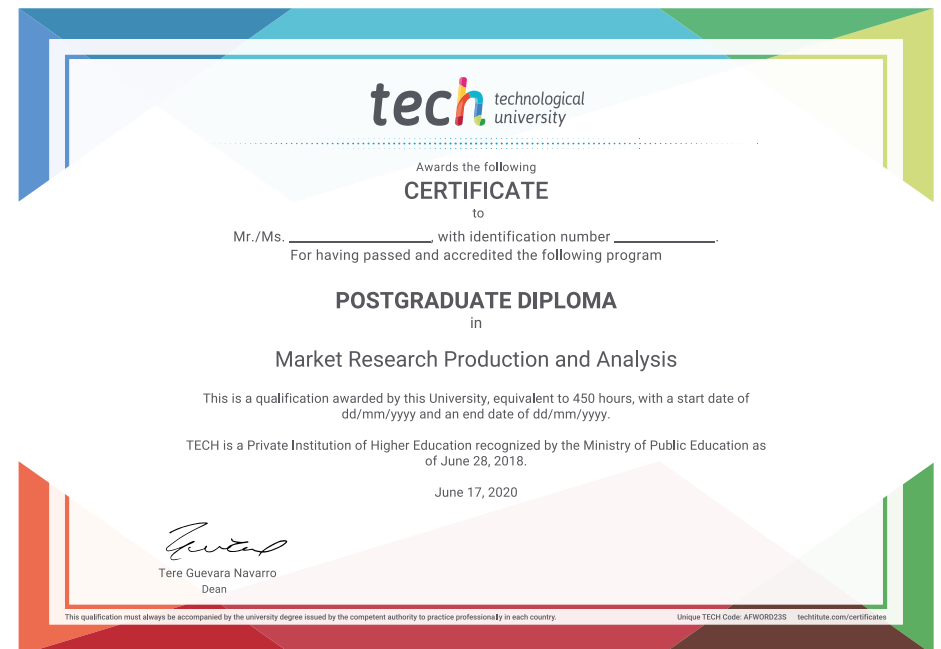 tech technological
university
Awards the following
CERTIFICATE
to
Mr./Ms. ____________, with identification number _________.
For having passed and accredited the following program
POSTGRADUATE DIPLOMA
in
Market Research Production and Analysis
This is a qualification awarded by this University, equivalent to 450 hours, with a start date of
dd/mm/yyyy and an end date of dd/mm/yyyy.
TECH is a Private Institution of Higher Education recognized by the Ministry of Public Education as
of June 28, 2018.
June 17, 2020
Tere Guevara Navarro
Dean
This qualification must always be accompanied by the university degree issued by the competent authority to practice professionally in each country. Unique TECH Code: AFWORD23S techtitute.com/certificates